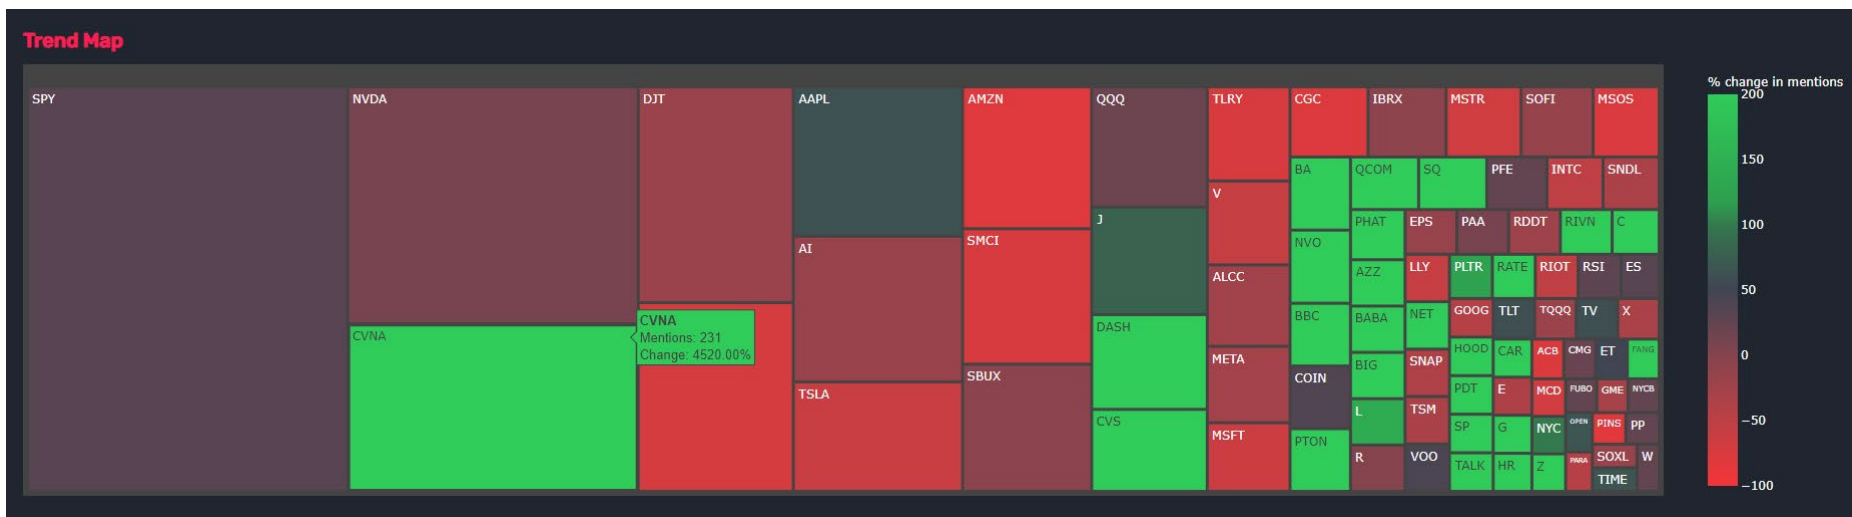 Trend Map
SPY
NVDA
CVNA
DJT
CVNA
Mentions: 231
Change: 4520.00%
AAPL
AI
TSLA
AMZN
SMCI
SBUX
QQQ
J
DASH
CVS
TLRY
V
ALCC
META
MSFT
CGC
IBRX
MSTR
SOFI
MSOS
BA
QCOM
SQ
PFE
INTC
SNDL
PHAT
EPS
PAA
RDDT
RIVN
C
NVO
AZZ
LLY
PLTR
RATE
RIOT
RSI
ES
BBC
BABA
NET
GOOG
TLT
TQQQ
TV
X
HOOD
CAR
ACB
CMG
ET
FANG
COIN
BIG
SNAP
PDT
E
MCD
FUBO
GME
NYCB
L
TSM
SP
G
NYC
OPEN
PINS
PP
PTON
R
VOO
TALK
HR
Z
PARA
SOXL
W
TIME
% change in mentions
200
150
100
50
0
−50
−100